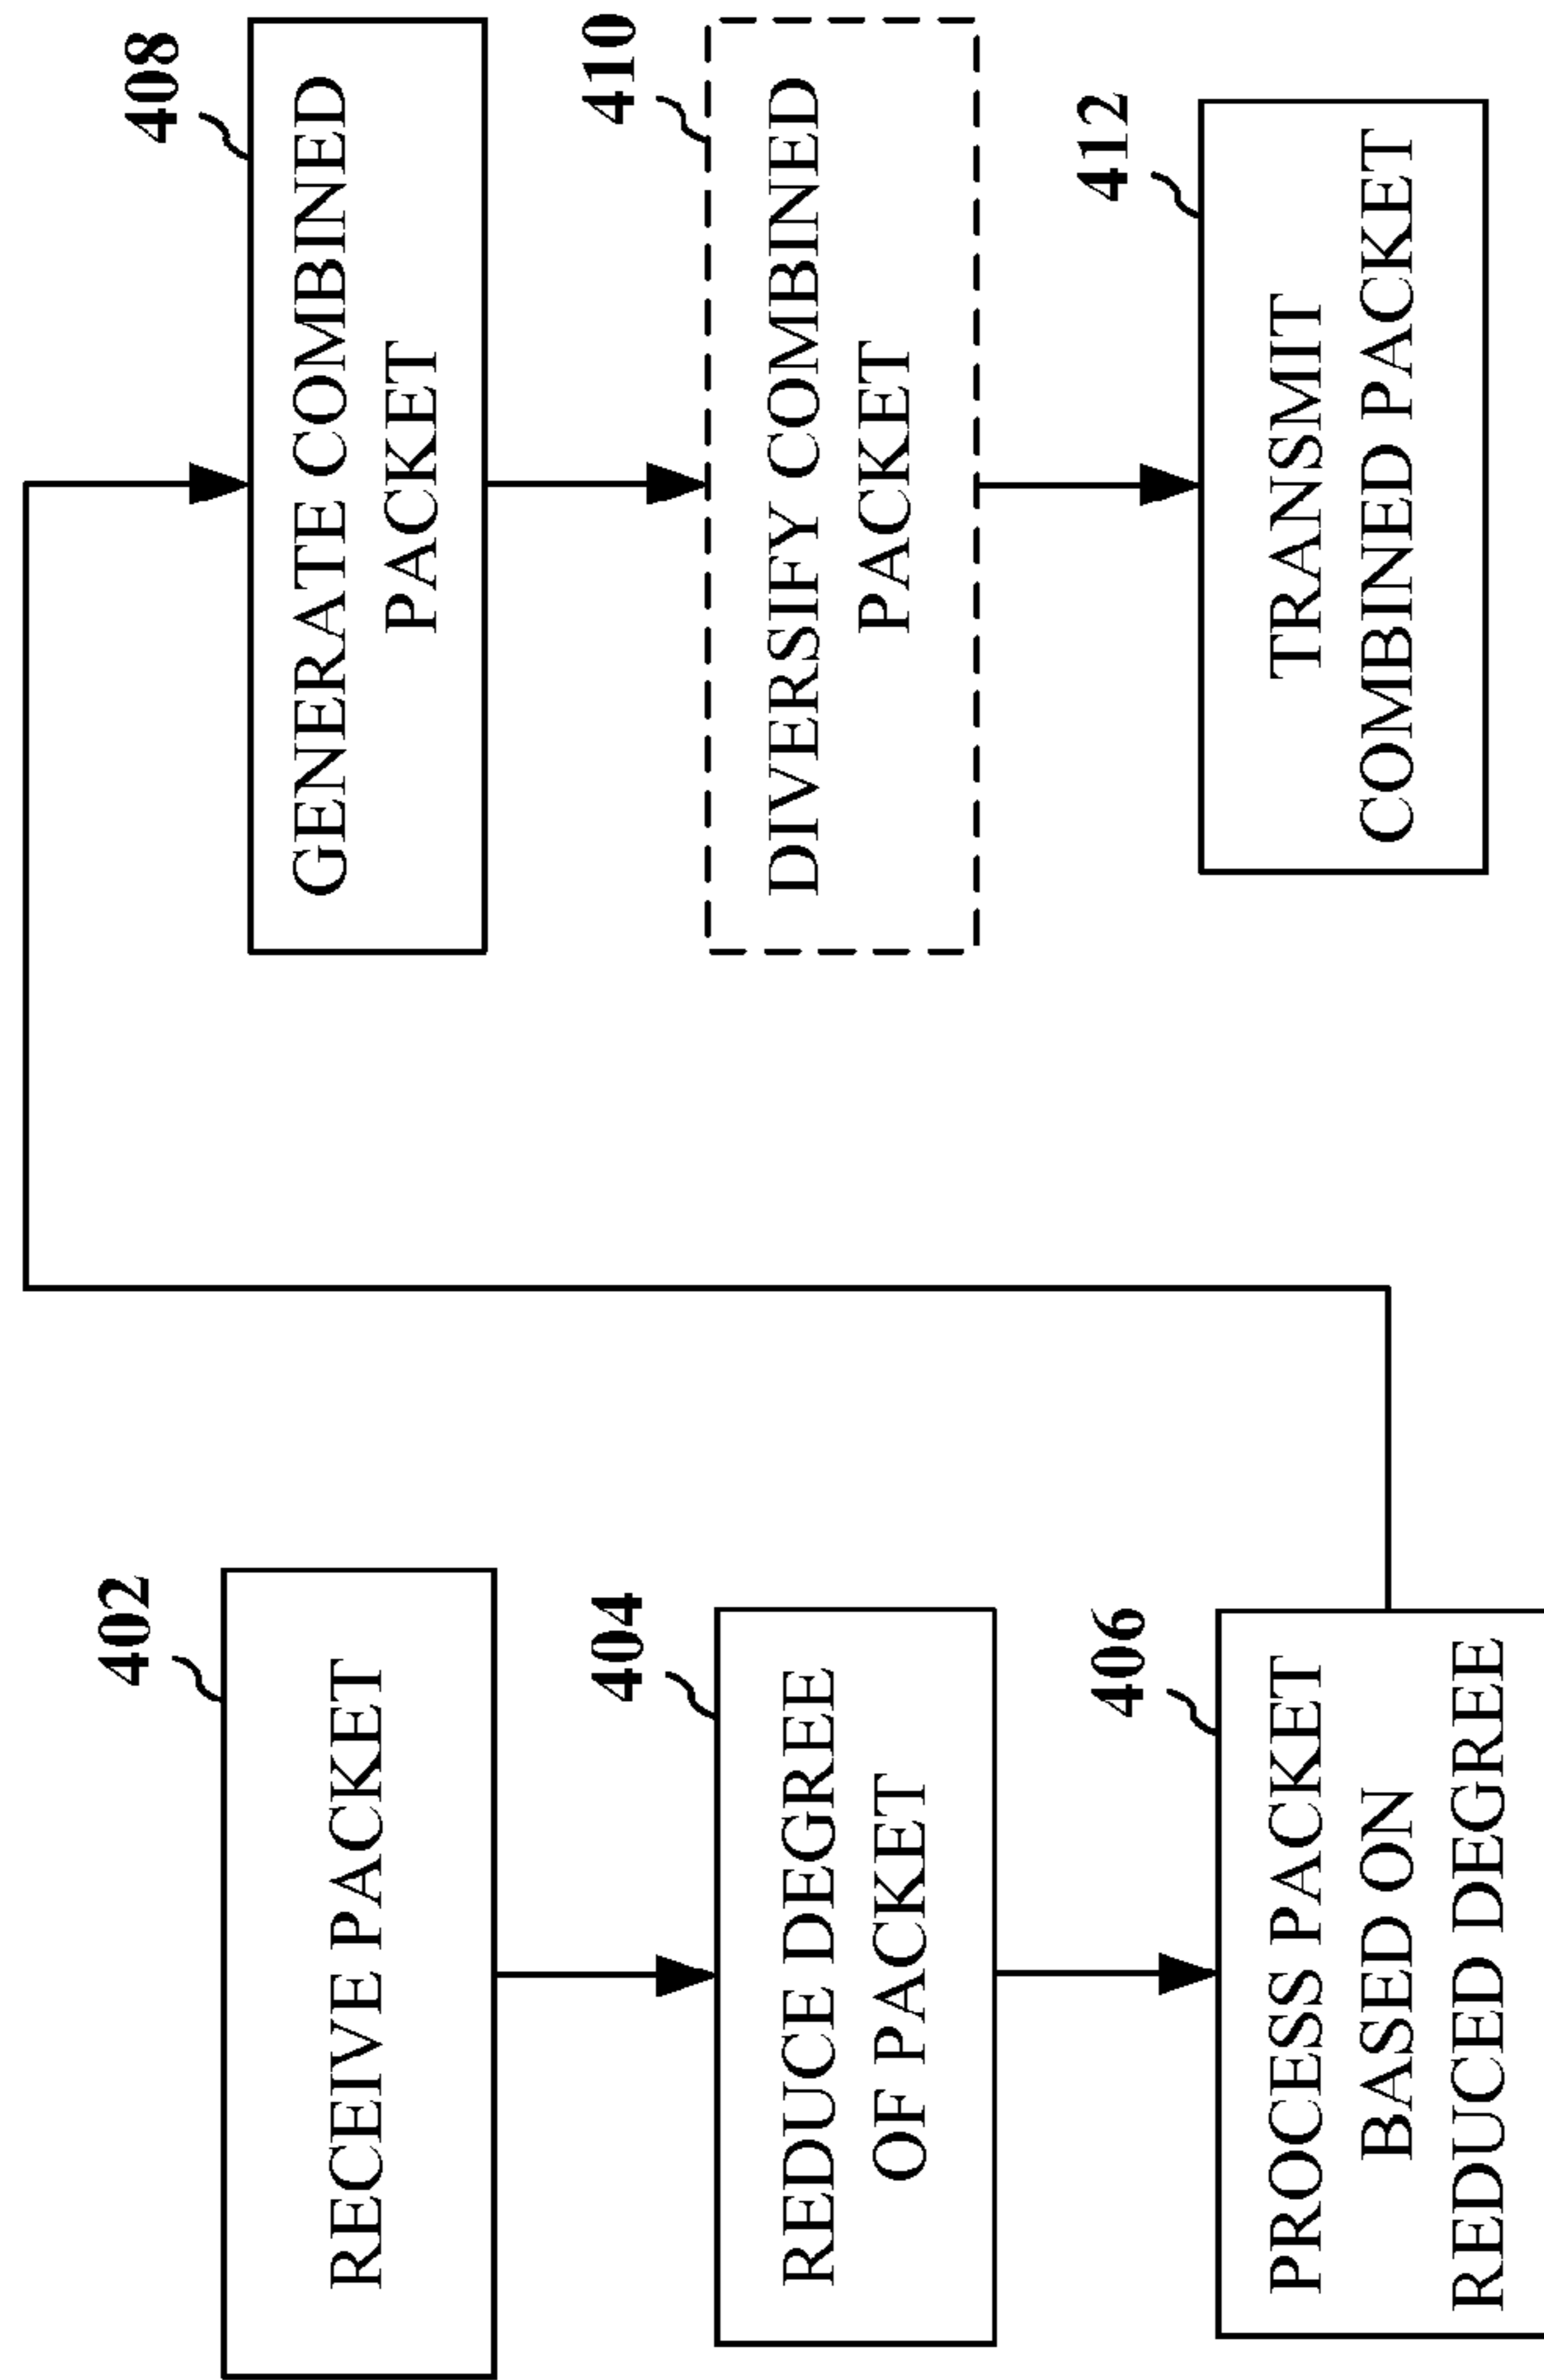 402
RECEIVE PACKET
404
REDUCE DEGREE
OF PACKET
406
PROCESS PACKET
BASED ON
REDUCED DEGREE
408
GENERATE COMBINED
PACKET
410
DIVERSIFY COMBINED
PACKET
412
TRANSMIT
COMBINED PACKET